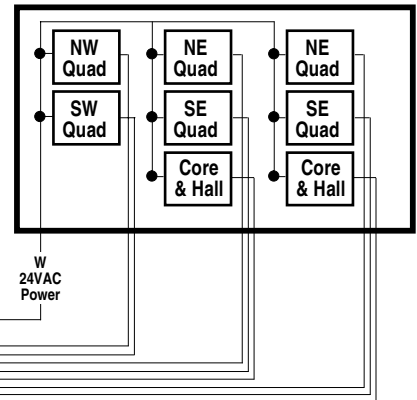 NW
Quad
NE
Quad
NE
Quad
SW
Quad
SE
Quad
SE
Quad
Core
& Hall
Core
& Hall
W
24VAC
Power